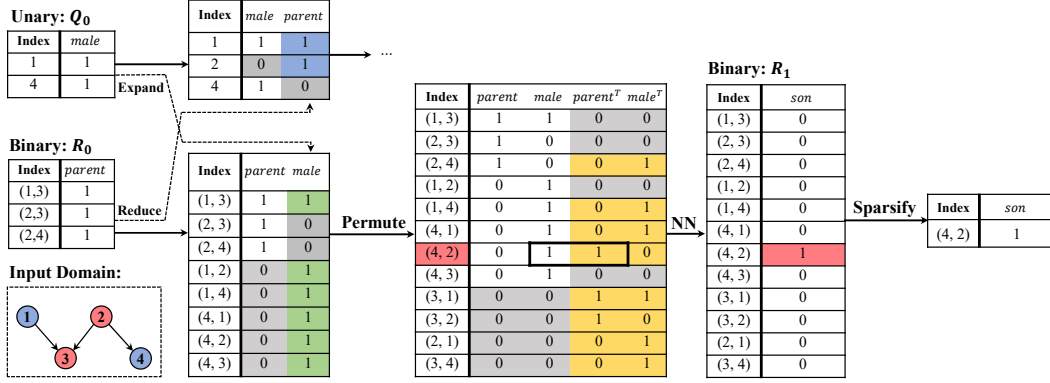 Unary: Q₀
Index male
1 1
4 1
Expand
Index male parent
1 1 1
2 0 1
4 1 0
...
Binary: R₀
Index parent
(1,3) 1
(2,3) 1
(2,4) 1
Reduce
Input Domain:
1 2
3 4
Index parent male
(1, 3) 1 1
(2, 3) 1 0
(2, 4) 1 0
(1, 2) 0 1
(1, 4) 0 1
(4, 1) 0 1
(4, 2) 0 1
(4, 3) 0 1
Permute
Index parent male parentᵀ maleᵀ
(1, 3) 1 1 0 0
(2, 3) 1 0 0 0
(2, 4) 1 0 0 1
(1, 2) 0 1 0 0
(1, 4) 0 1 0 1
(4, 1) 0 1 0 1
(4, 2) 0 1 1 0
(4, 3) 0 1 0 0
(3, 1) 0 0 1 1
(3, 2) 0 0 1 0
(2, 1) 0 0 0 1
(3, 4) 0 0 0 1
NN
Binary: R₁
Index son
(1, 3) 0
(2, 3) 0
(2, 4) 0
(1, 2) 0
(1, 4) 0
(4, 1) 0
(4, 2) 1
(4, 3) 0
(3, 1) 0
(3, 2) 0
(2, 1) 0
(3, 4) 0
Sparsify
Index son
(4, 2) 1